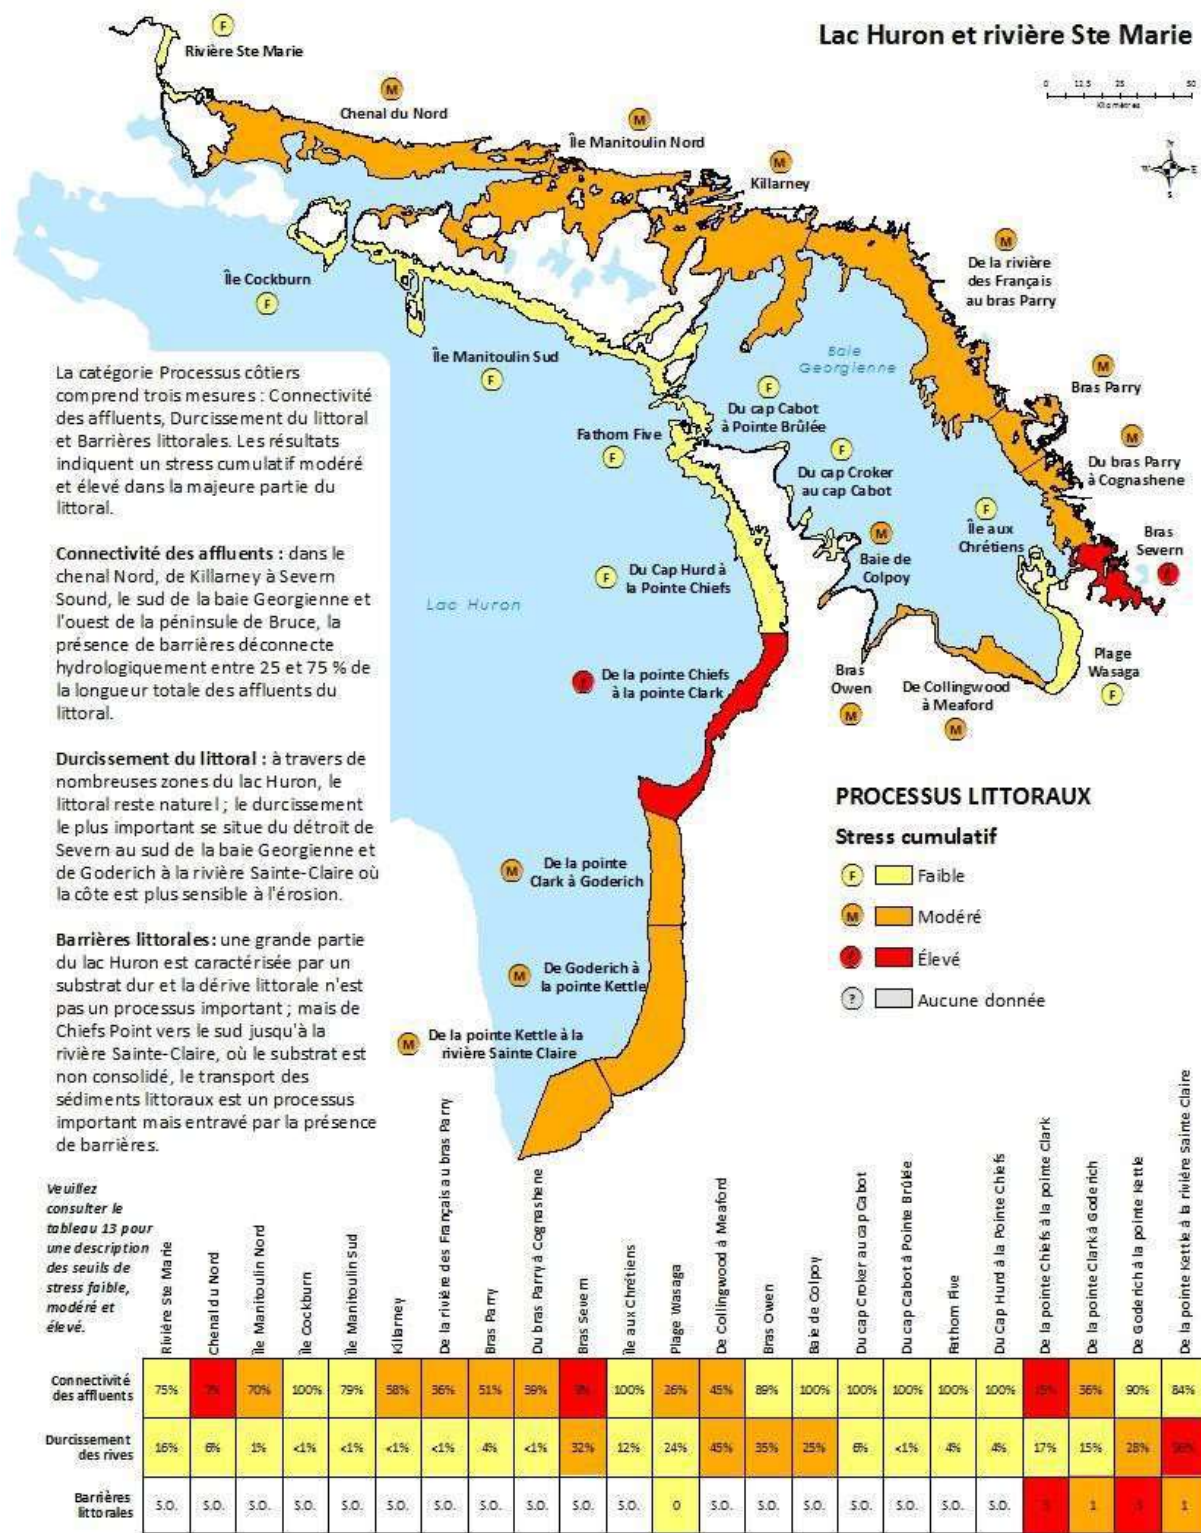 Lac Huron et rivière Ste Marie
0 12.5 25 50
Kilomètres
N
W E
S
F
Rivière Ste Marie
M
Chenal du Nord
M
Île Manitoulin Nord
M
Killarney
M
De la rivière
des Français
au bras Parry
Île Cockburn
F
Île Manitoulin Sud
F
Baie
Georgienne
M
Bras Parry
F
Du cap Cabot
à Pointe Brûlée
Fathom Five
F
F
Du cap Croker
au cap Cabot
M
Du bras Parry
à Cognashene
F
Île aux
Chrétiens
M
Baie de
Colpoy
Bras
Severn
F
Du Cap Hurd à
la Pointe Chiefs
Lac Huron
De la pointe Chiefs
à la pointe Clark
Bras
Owen
M
De Collingwood
à Meaford
M
Plage
Wasaga
F
M
De la pointe
Clark à Goderich
M
De Goderich à
la pointe Kettle
M
De la pointe Kettle à la
rivière Sainte Claire
La catégorie Processus côtiers
comprend trois mesures : Connectivité
des affluents, Durcissement du littoral
et Barrières littorales. Les résultats
indiquent un stress cumulatif modéré
et élevé dans la majeure partie du
littoral.
Connectivité des affluents : dans le
chenal Nord, de Killarney à Severn
Sound, le sud de la baie Georgienne et
l'ouest de la péninsule de Bruce, la
présence de barrières déconnecte
hydrologiquement entre 25 et 75 % de
la longueur totale des affluents du
littoral.
Durcissement du littoral : à travers de
nombreuses zones du lac Huron, le
littoral reste naturel ; le durcissement
le plus important se situe du détroit de
Severn au sud de la baie Georgienne et
de Goderich à la rivière Sainte-Claire où
la côte est plus sensible à l'érosion.
Barrières littorales: une grande partie
du lac Huron est caractérisée par un
substrat dur et la dérive littorale n'est
pas un processus important ; mais de
Chiefs Point vers le sud jusqu'à la
rivière Sainte-Claire, où le substrat est
non consolidé, le transport des
sédiments littoraux est un processus
important mais entravé par la présence
de barrières.
PROCESSUS LITTORAUX
Stress cumulatif
F Faible
M Modéré
Élevé
? Aucune donnée
Veuillez
consulter le
tableau 13 pour
une description
des seuils de
stress faible,
modéré et
élevé.
Rivière Ste Marie
Chenal du Nord
Île Manitoulin Nord
Île Cockburn
Île Manitoulin Sud
Killarney
De la rivière des Français au bras Parry
Bras Parry
Du bras Parry à Cognashene
Bras Severn
Île aux Chrétiens
Plage Wasaga
De Collingwood à Meaford
Bras Owen
Baie de Colpoy
Du cap Croker au cap Cabot
Du cap Cabot à Pointe Brûlée
Fathom Five
Du Cap Hurd à la Pointe Chiefs
De la pointe Chiefs à la pointe Clark
De la pointe Clark à Goderich
De Goderich à la pointe Kettle
De la pointe Kettle à la rivière Sainte Claire
Connectivité
des affluents
75% 70% 100% 79% 58% 36% 51% 39% 100% 26% 45% 89% 100% 100% 100% 100% 100% 36% 90% 84%
Durcissement
des rives
16% 6% 1% <1% <1% <1% <1% 4% <1% 32% 12% 24% 45% 35% 25% 6% <1% 4% 4% 17% 15% 28%
Barrières
littorales
S.O. S.O. S.O. S.O. S.O. S.O. S.O. S.O. S.O. S.O. S.O. 0 S.O. S.O. S.O. S.O. S.O. S.O. S.O. 1 1